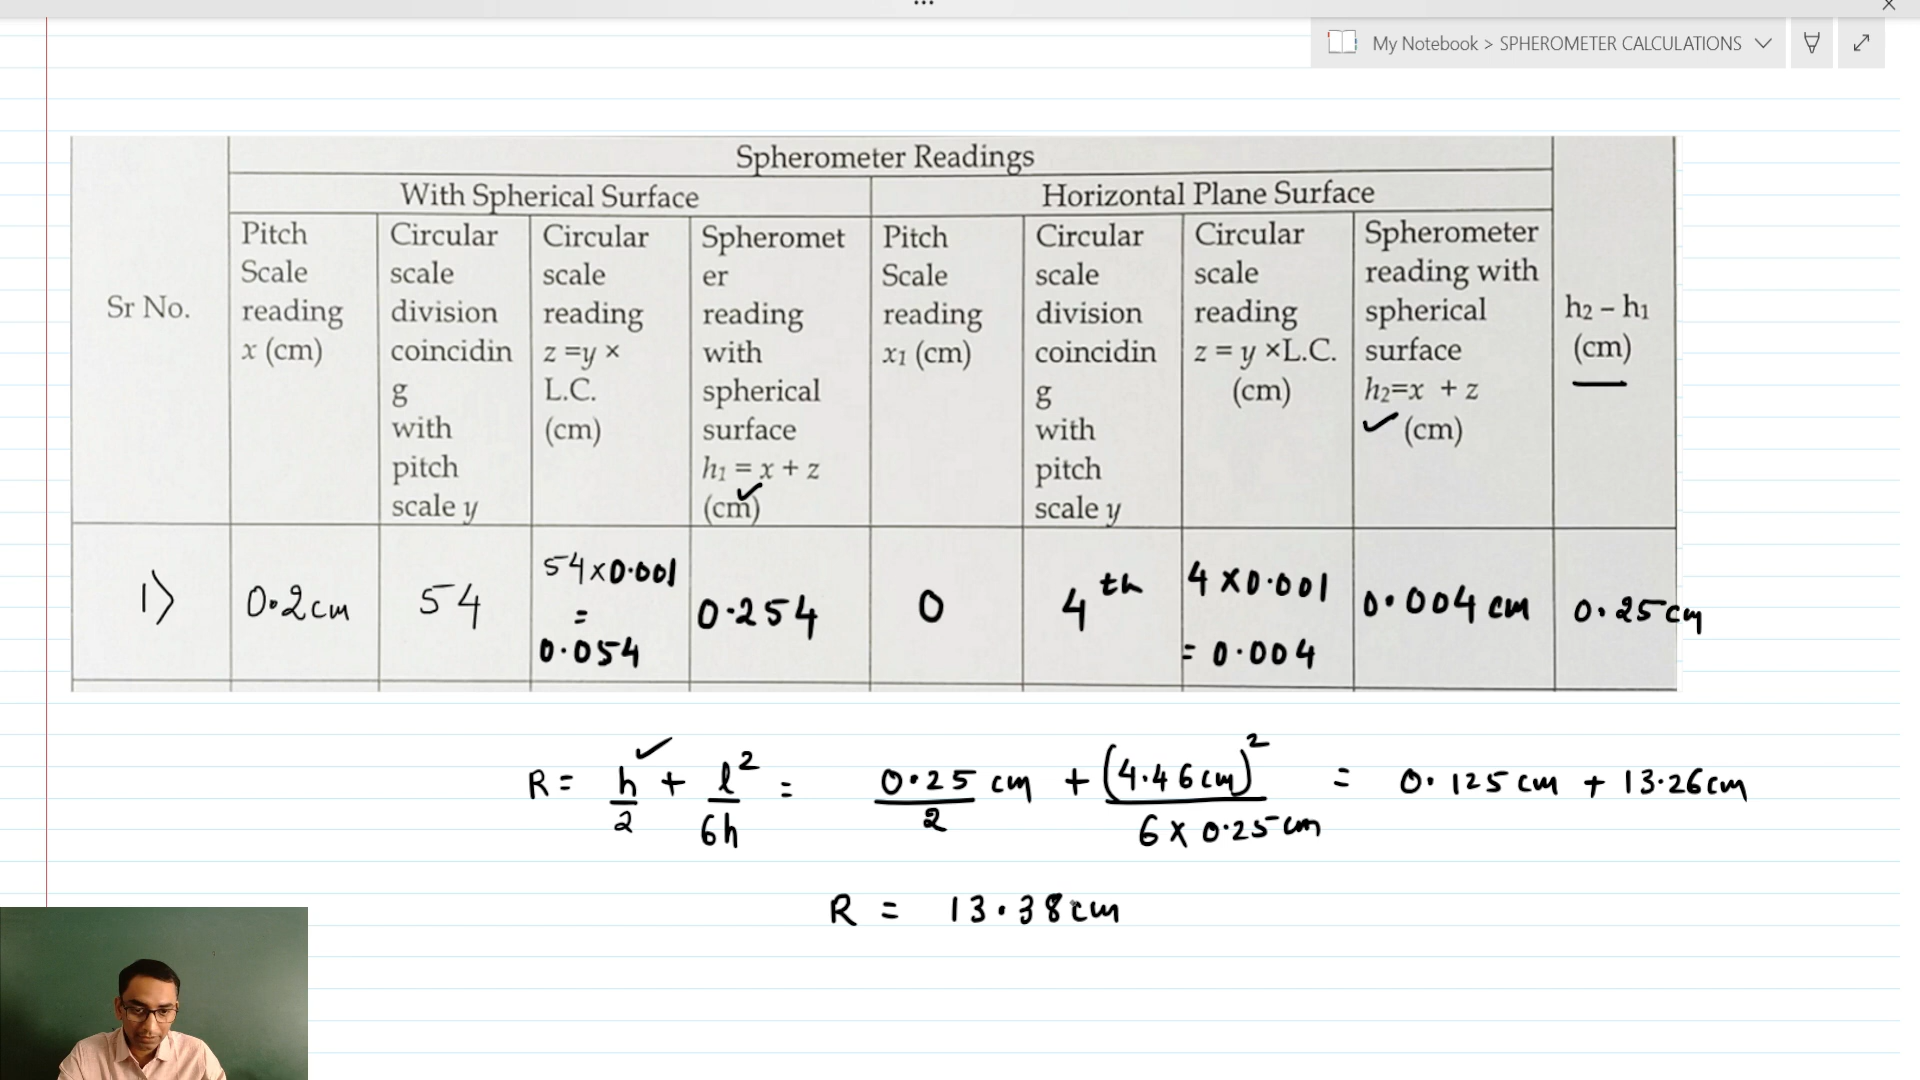 My Notebook > SPHEROMETER CALCULATIONS
Spherometer Readings
With Spherical Surface
Horizontal Plane Surface
Sr No.
Pitch
Scale
reading
x (cm)
Circular
scale
division
coincidin
g
with
pitch
scale y
Circular
scale
reading
z =y ×
L.C.
(cm)
Spheromet
er
reading
with
spherical
surface
h₁ = x + z
(cm)
Pitch
Scale
reading
x₁ (cm)
Circular
scale
division
coincidin
g
with
pitch
scale y
Circular
scale
reading
z = y ×L.C.
(cm)
Spherometer
reading with
spherical
surface
h₂=x + z
(cm)
h₂ – h₁
(cm)
1)
0.2cm
54
54×0.001
=
0.054
0.254
0
4th
4 ×0.001
= 0.004
0.004 cm
0.25cm
R = h/2 + l²/6h = 0.25 cm/2 + (4.46cm)²/6 × 0.25 cm = 0.125 cm + 13.26cm
R = 13.38cm